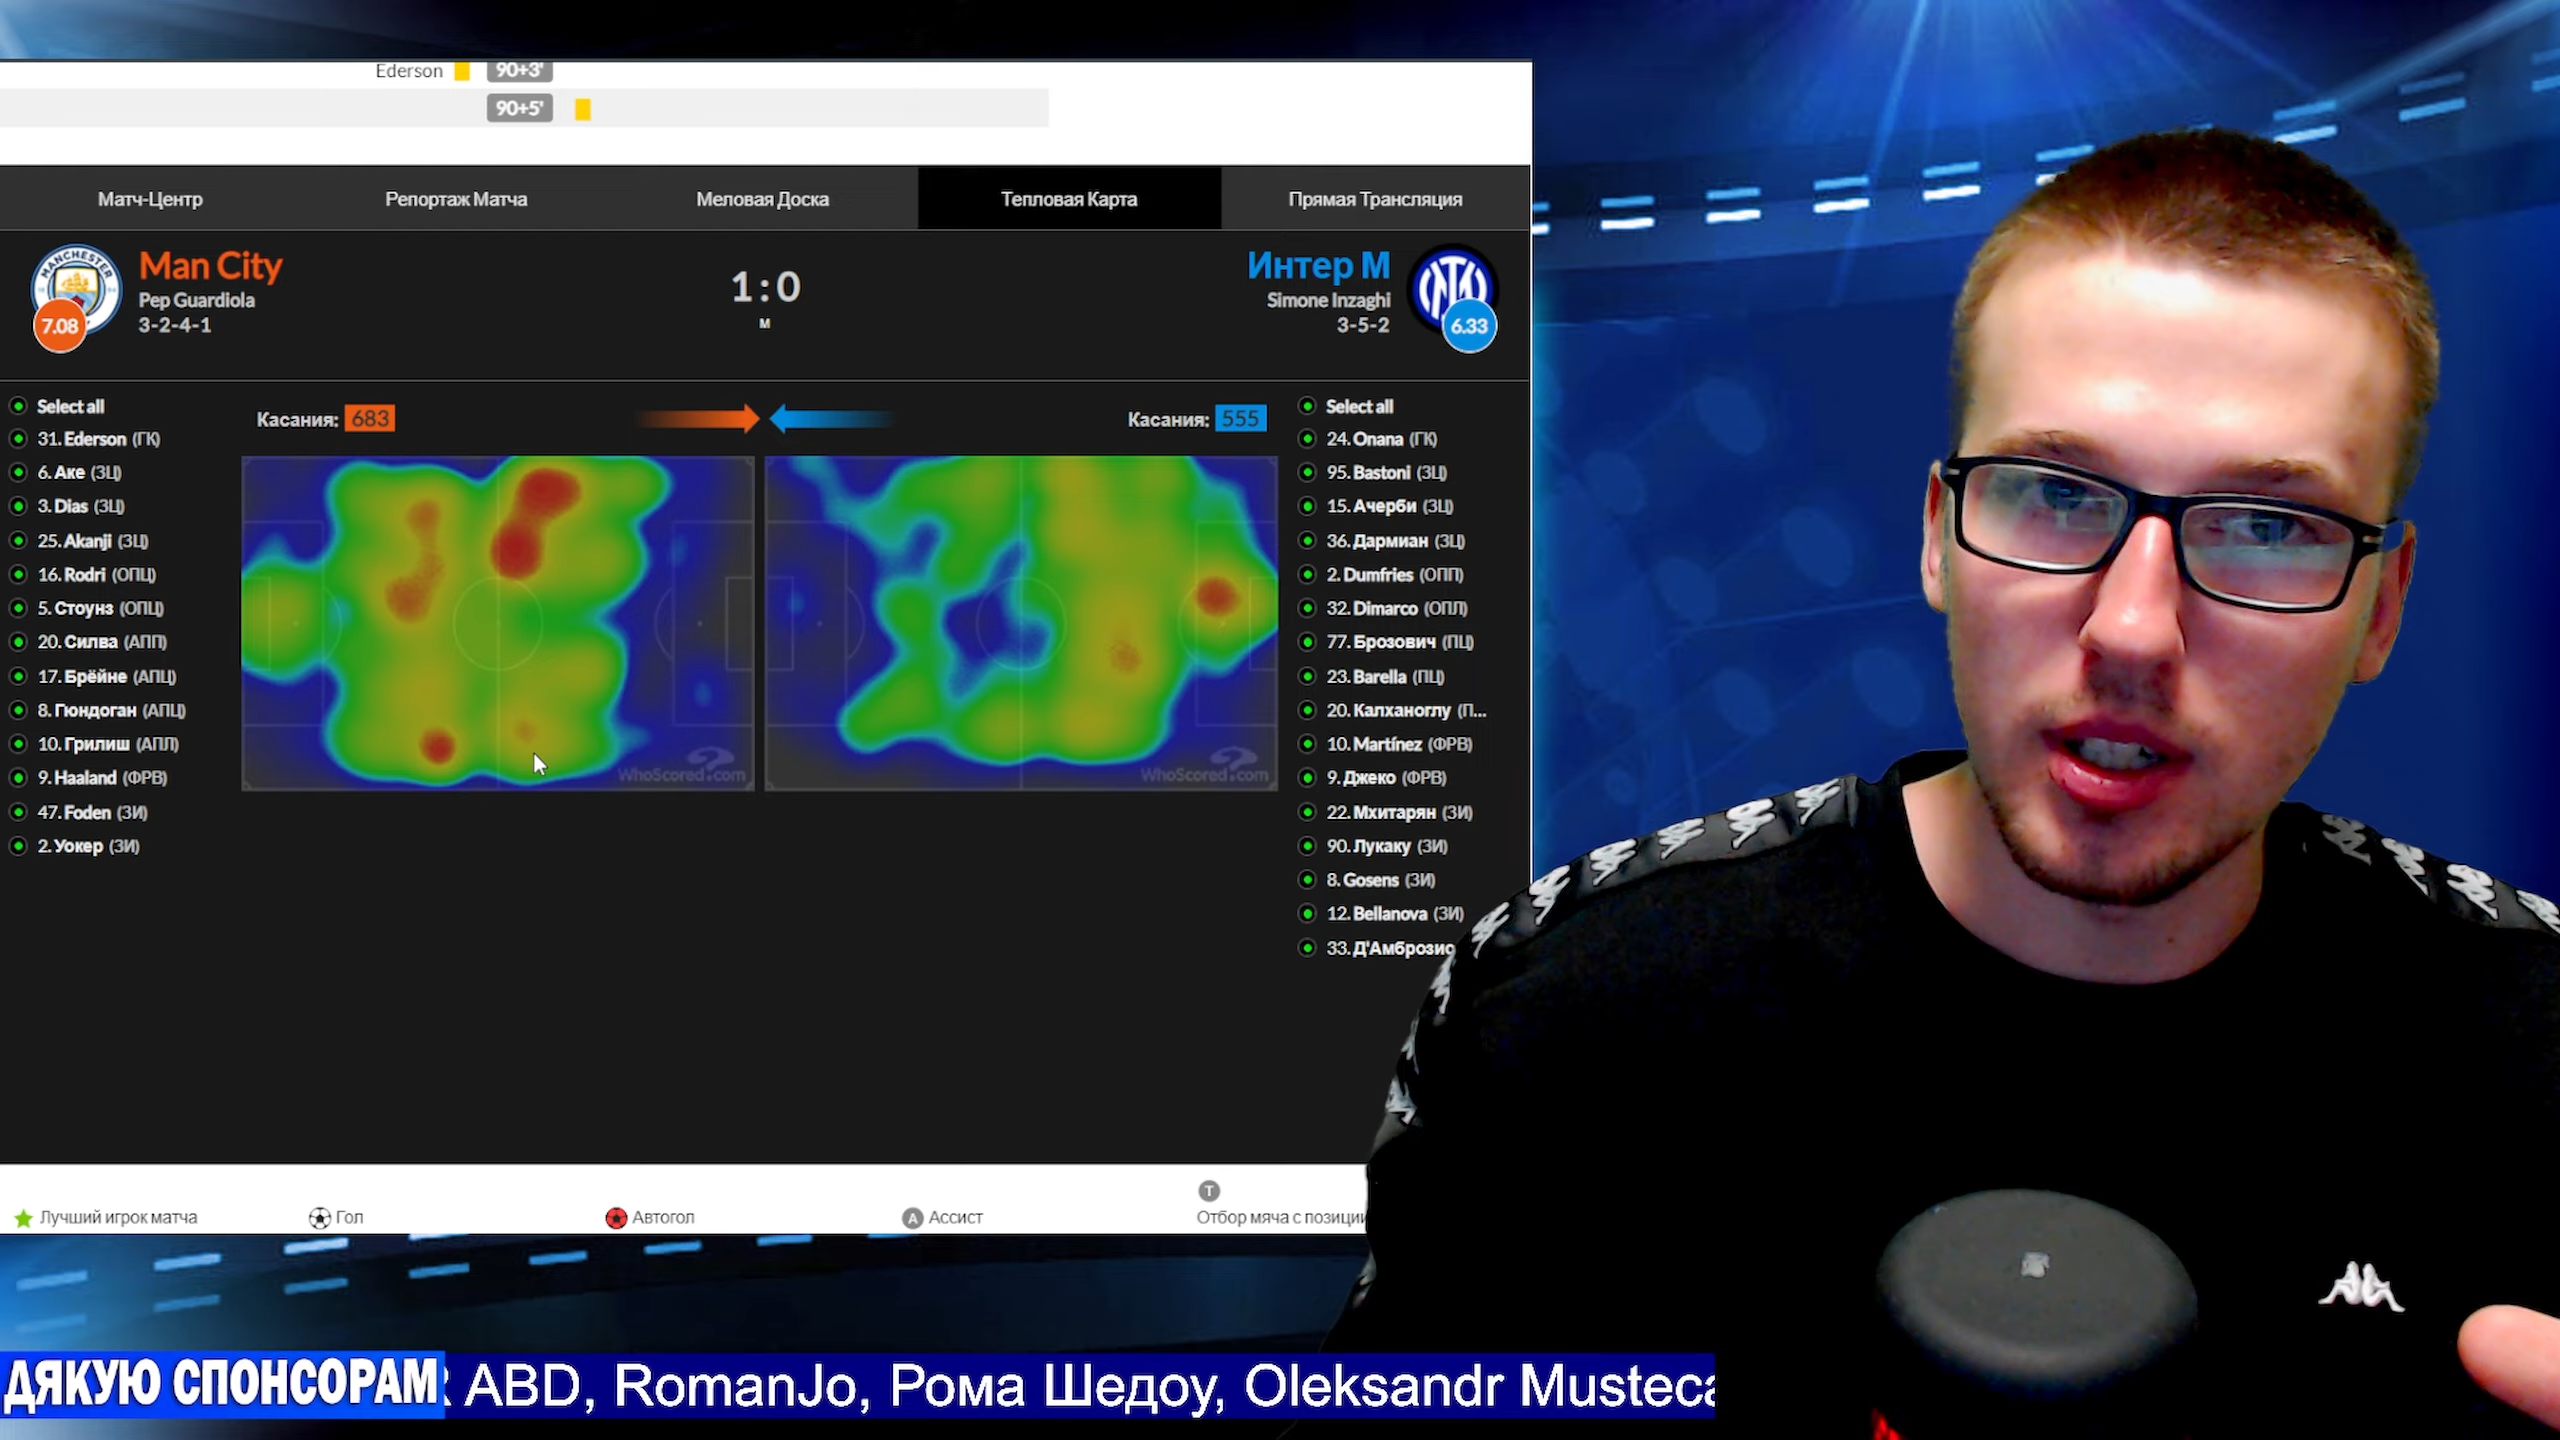 Ederson 90+3'
90+5'
Матч-Центр Репортаж Матча Меловая Доска Тепловая Карта Прямая Трансляция
MANCHESTER
7.08
Man City
Pep Guardiola
3-2-4-1
1 : 0
м
Интер М
Simone Inzaghi
3-5-2
6.33
Select all
31. Ederson (ГК)
6. Аке (ЗЦ)
3. Dias (ЗЦ)
25. Akanji (ЗЦ)
16. Rodri (ОПЦ)
5. Стоунз (ОПЦ)
20. Силва (АПП)
17. Брёйне (АПЦ)
8. Гюндоган (АПЦ)
10. Грилиш (АПЛ)
9. Haaland (ФРВ)
47. Foden (ЗИ)
2. Уокер (ЗИ)
Касания: 683
Касания: 555
WhoScored.com
WhoScored.com
Select all
24. Onana (ГК)
95. Bastoni (ЗЦ)
15. Ачерби (ЗЦ)
36. Дармиан (ЗЦ)
2. Dumfries (ОПП)
32. Dimarco (ОПЛ)
77. Брозович (ПЦ)
23. Barella (ПЦ)
20. Калханоглу (П...
10. Martínez (ФРВ)
9. Джеко (ФРВ)
22. Мхитарян (ЗИ)
90. Лукаку (ЗИ)
8. Gosens (ЗИ)
12. Bellanova (ЗИ)
33. Д'Амброзио
Лучший игрок матча Гол Автогол A Ассист T Отбор мяча с позиции
ДЯКУЮ СПОНСОРАМ ABD, RomanJo, Рома Шедоу, Oleksandr Musteca